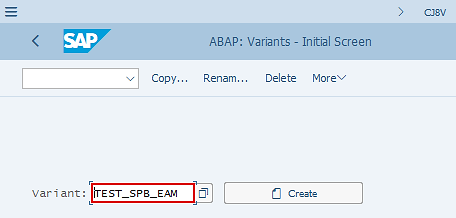 CJ8V
SAP
ABAP: Variants - Initial Screen
Copy... Renam... Delete More
Variant: TEST_SPB_EAM Create